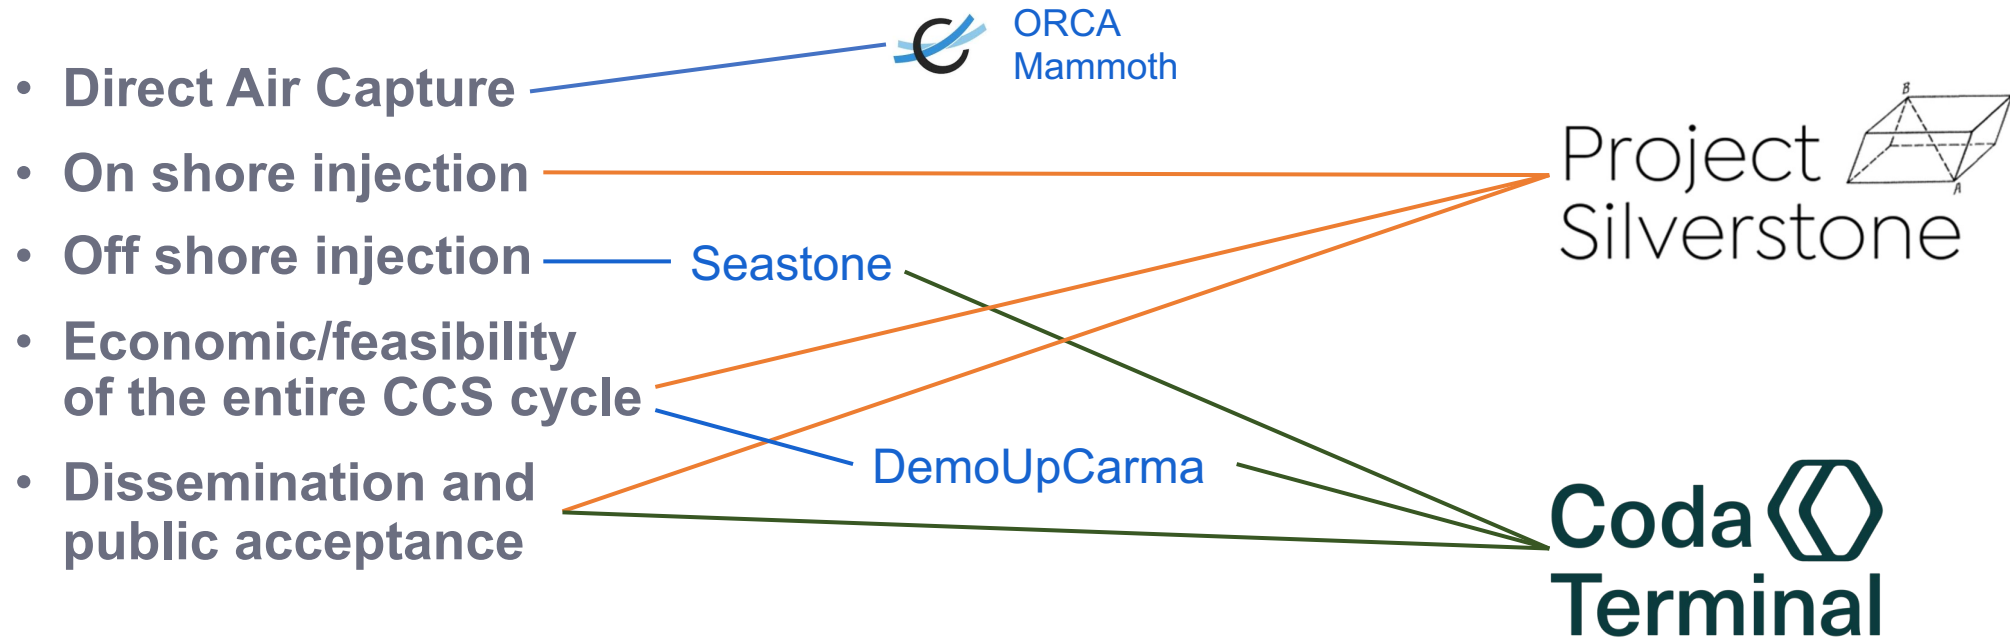 • Direct Air Capture
ORCA
Mammoth
• On shore injection
• Off shore injection
Seastone
• Economic/feasibility
of the entire CCS cycle
DemoUpCarma
• Dissemination and
public acceptance
Project
Silverstone
B
A
Coda
Terminal